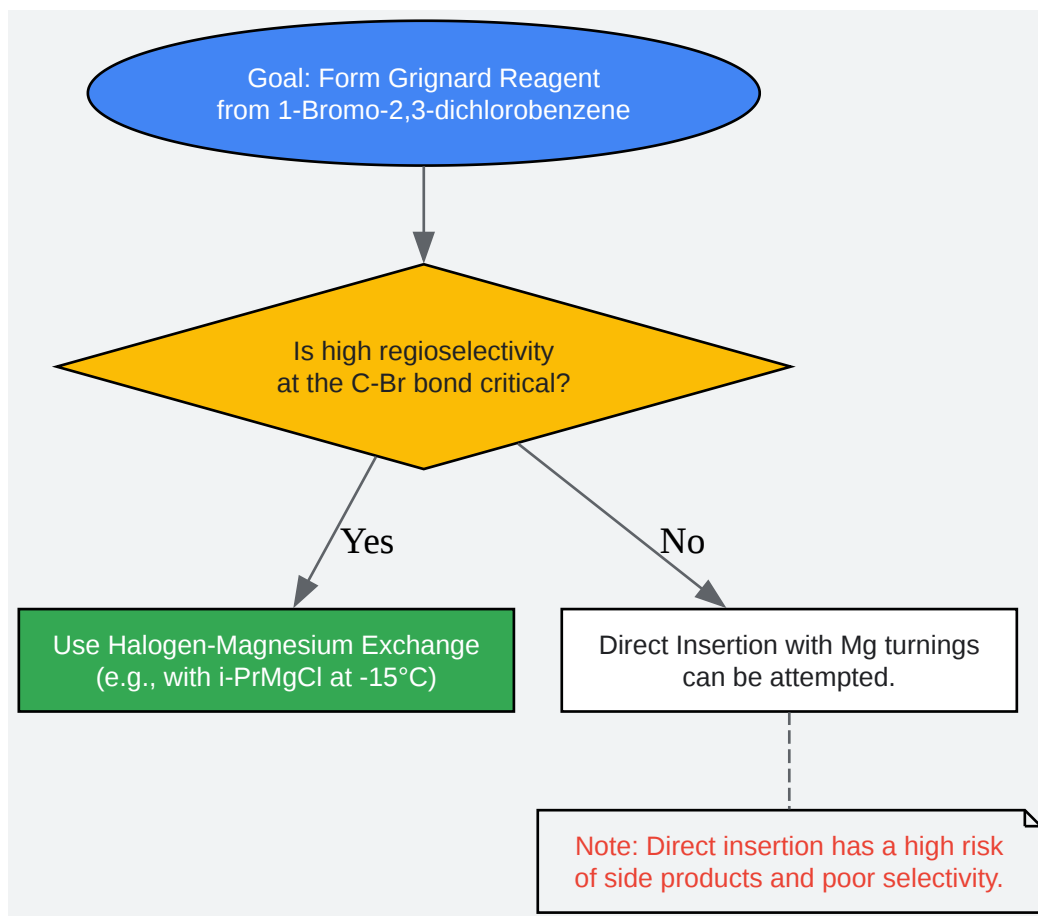 Goal: Form Grignard Reagent
from 1-Bromo-2,3-dichlorobenzene
Is high regioselectivity
at the C-Br bond critical?
Yes
No
Use Halogen-Magnesium Exchange
(e.g., with i-PrMgCl at -15°C)
Direct Insertion with Mg turnings
can be attempted.
Note: Direct insertion has a high risk
of side products and poor selectivity.